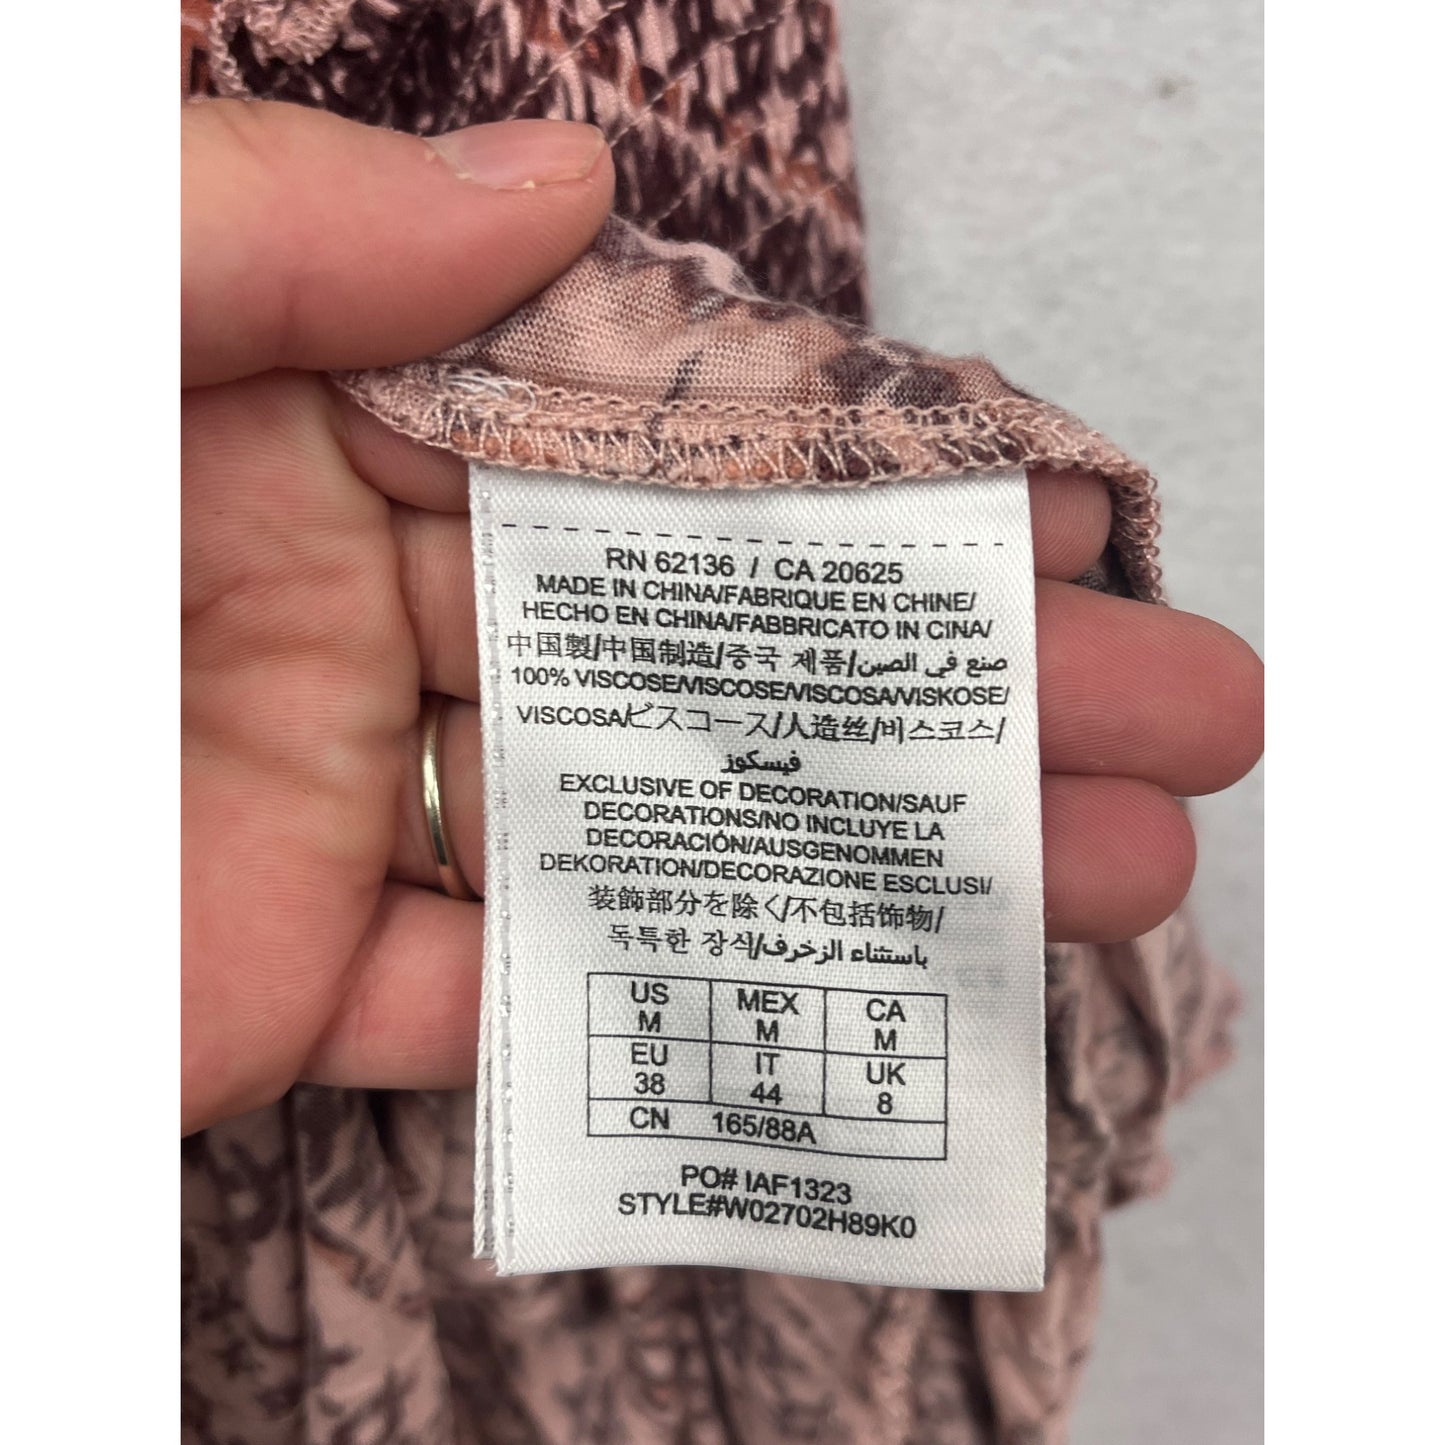 RN 62136 / CA 20625
MADE IN CHINA/FABRIQUE EN CHINE/
HECHO EN CHINA/FABBRICATO IN CINA/
中国製/中国制造/중국 제품/صنع في الصين
100% VISCOSE/VISCOSE/VISCOSA/VISKOSE/
VISCOSA/ビスコース/人造丝/비스코스/
فيسكوز
EXCLUSIVE OF DECORATION/SAUF
DECORATIONS/NO INCLUYE LA
DECORACIÓN/AUSGENOMMEN
DEKORATION/DECORAZIONE ESCLUSI/
装飾部分を除く/不包括饰物/
독특한 장식/باستثناء الزخرف
US MEX CA
M M M
EU IT UK
38 44 8
CN 165/88A
PO# IAF1323
STYLE#W02702H89K0